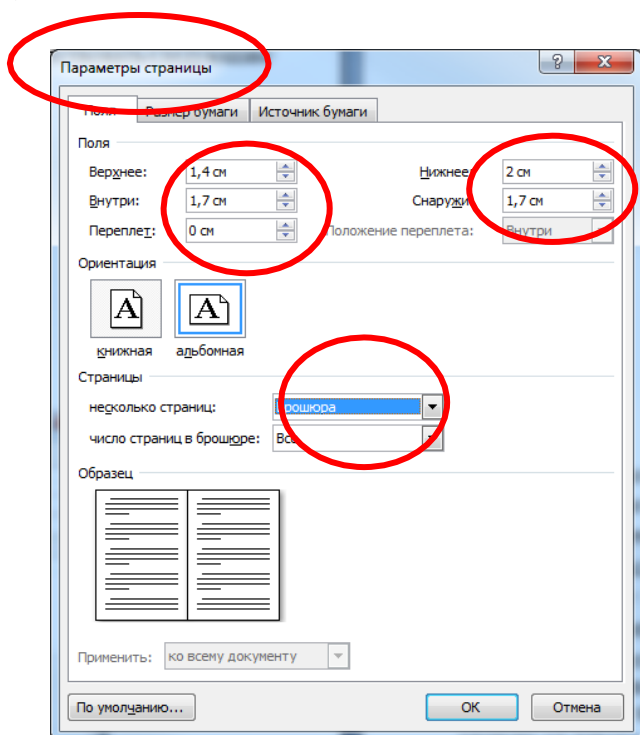 Параметры страницы
Поля Размер бумаги Источник бумаги
Поля
Верхнее: 1,4 см Нижнее: 2 см
Внутри: 1,7 см Снаружи: 1,7 см
Переплет: 0 см Положение переплета: Внутри
Ориентация
книжная альбомная
Страницы
несколько страниц: Брошюра
число страниц в брошюре: Все
Образец
Применить: ко всему документу
По умолчанию... ОК Отмена